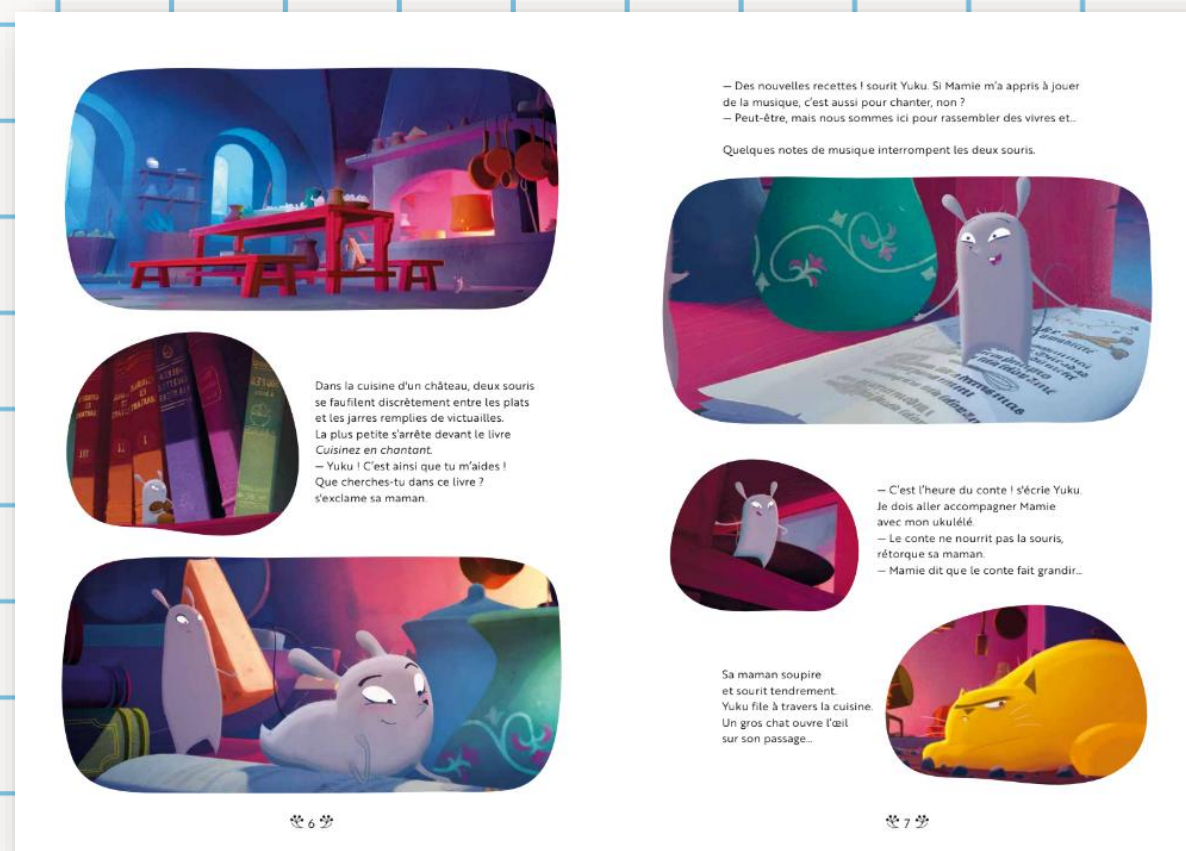 Dans la cuisine d'un château, deux souris
se faufilent discrètement entre les plats
et les jarres remplies de victuailles.
La plus petite s'arrête devant le livre
Cuisinez en chantant.
– Yuku ! C'est ainsi que tu m'aides !
Que cherches-tu dans ce livre ?
s'exclame sa maman.
6
– Des nouvelles recettes ! sourit Yuku. Si Mamie m'a appris à jouer
de la musique, c'est aussi pour chanter, non ?
– Peut-être, mais nous sommes ici pour rassembler des vivres et…
Quelques notes de musique interrompent les deux souris.
– C'est l'heure du conte ! s'écrie Yuku.
Je dois aller accompagner Mamie
avec mon ukulélé.
– Le conte ne nourrit pas la souris,
rétorque sa maman.
– Mamie dit que le conte fait grandir…
Sa maman soupire
et sourit tendrement.
Yuku file à travers la cuisine.
Un gros chat ouvre l'œil
sur son passage…
7